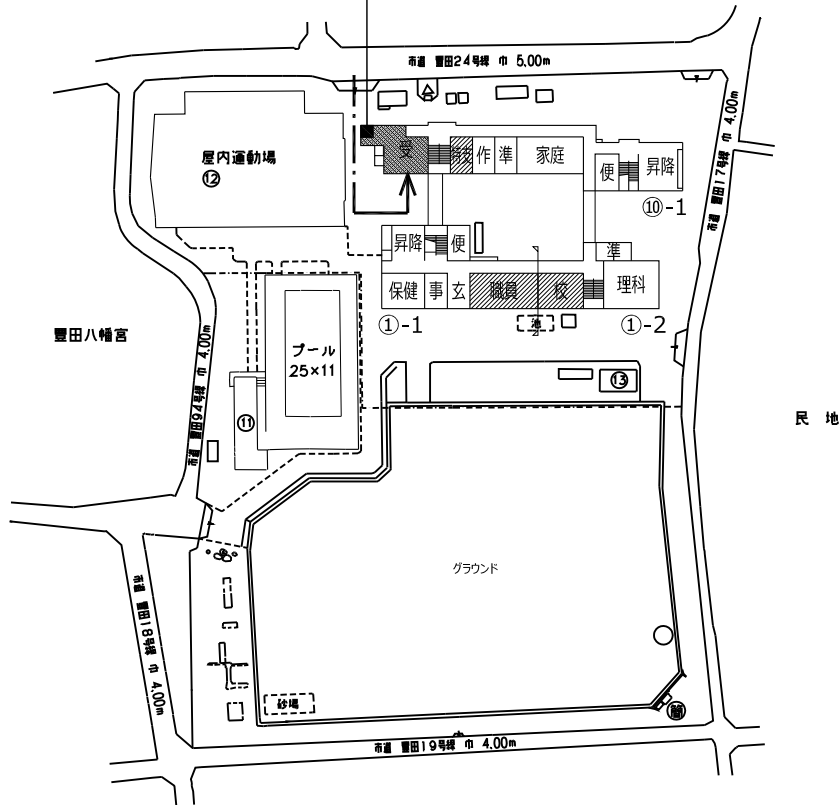 市道 豊田24号線 巾 5.00m
市道 豊田17号線 巾 4.00m
屋内運動場
⑫
受
特支
作
準
家庭
便
昇降
⑩-1
昇降
便
準
保健
事
玄
職員
校
理科
①-1
池
①-2
豊田八幡宮
市道 豊田94号線 巾 4.00m
プール
25×11
⑬
⑪
民 地
グラウンド
市道 豊田18号線 巾 4.00m
砂場
市道 豊田19号線 巾 4.00m